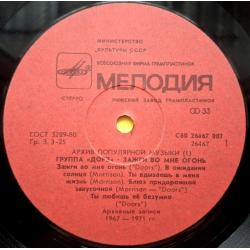 МИНИСТЕРСТВО
КУЛЬТУРЫ СССР
ВСЕСОЮЗНАЯ ФИРМА ГРАМПЛАСТИНОК
МЕЛОДИЯ
СТЕРЕО
РИЖСКИЙ ЗАВОД ГРАМПЛАСТИНОК
33
ГОСТ 5289-80
С60 26467 007
Гр. 3. 3-25
26467
1
АРХИВ ПОПУЛЯРНОЙ МУЗЫКИ (1)
ГРУППА «ДОРЗ» - ЗАЖГИ ВО МНЕ ОГОНЬ
Зажги во мне огонь ("Doors"). В ожидании
солнца (Morrison). Ты вдыхаешь в меня
жизнь (Morrison). Блюз придорожной
закусочной (Morrison — "Doors")
Ты любишь её безумно
("Doors")
Архивные записи
1967 — 1971 гг.